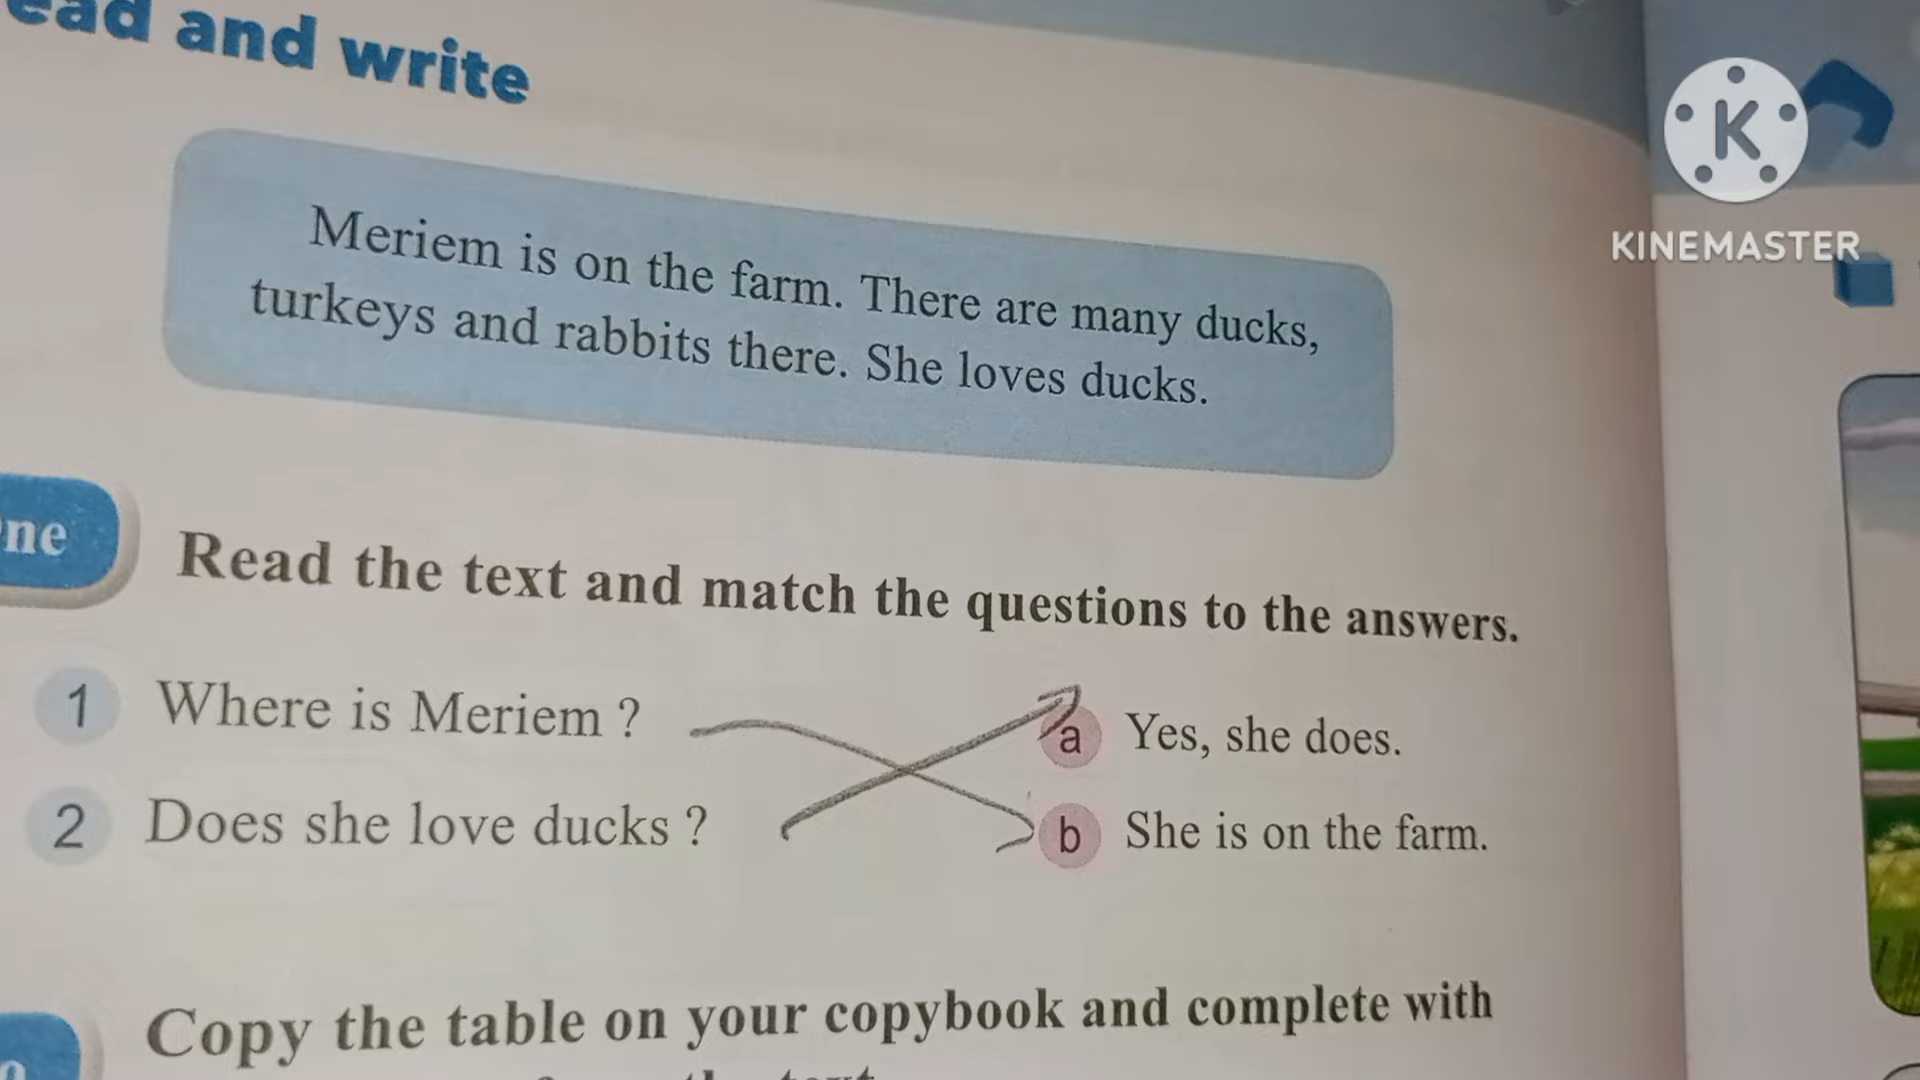 and write
K
KINEMASTER
Meriem is on the farm. There are many ducks,
turkeys and rabbits there. She loves ducks.
Read the text and match the questions to the answers.
1 Where is Meriem ?
a Yes, she does.
2 Does she love ducks ?
b She is on the farm.
Copy the table on your copybook and complete with